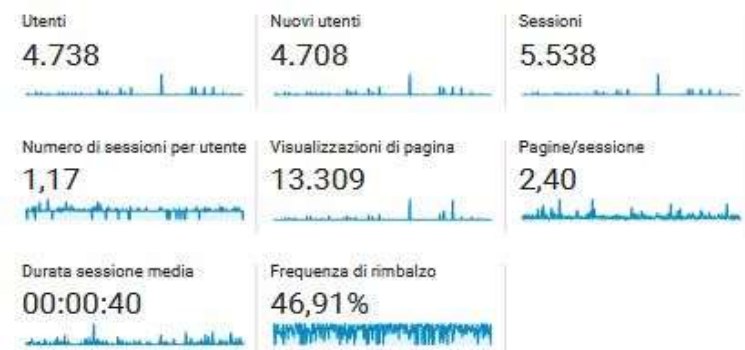 Utenti
4.738
Nuovi utenti
4.708
Sessioni
5.538
Numero di sessioni per utente
1,17
Visualizzazioni di pagina
13.309
Pagine/sessione
2,40
Durata sessione media
00:00:40
Frequenza di rimbalzo
46,91%